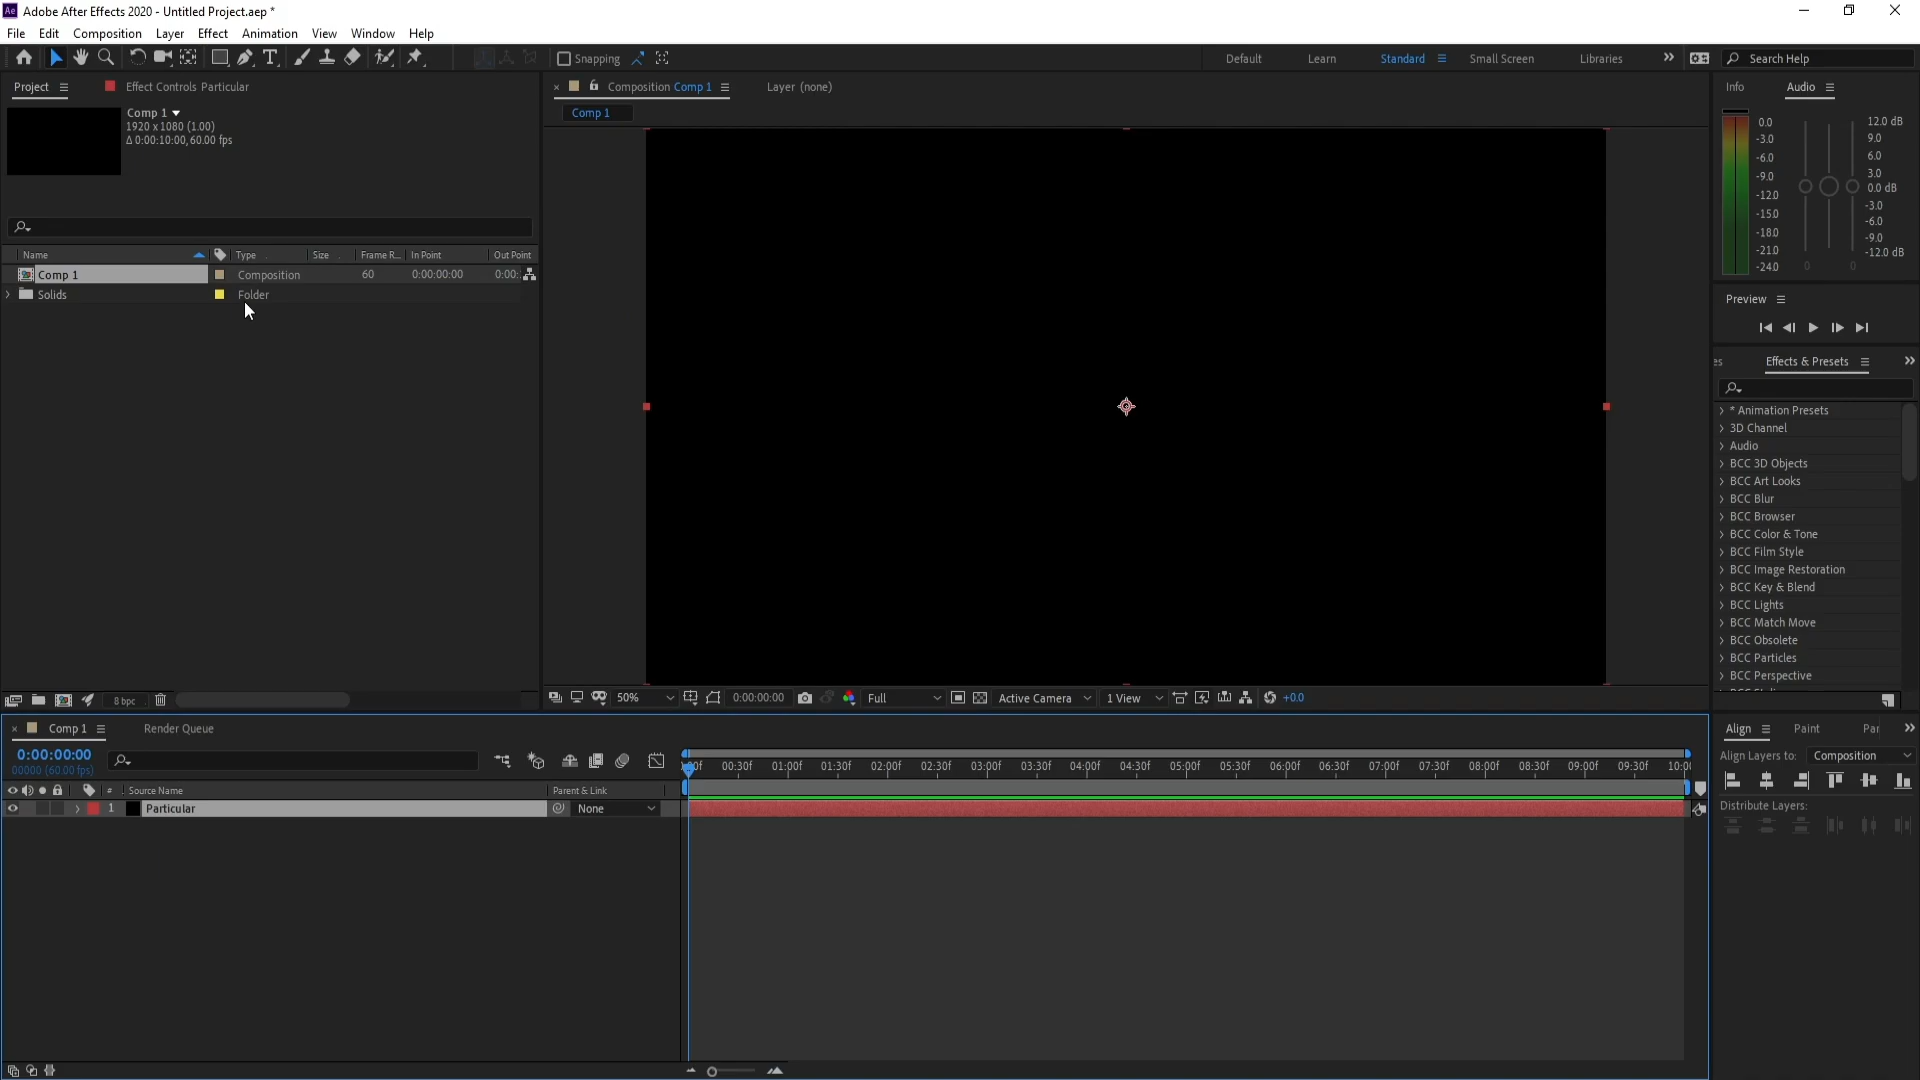 Adobe After Effects 2020 - Untitled Project.aep *
File Edit Composition Layer Effect Animation View Window Help
Snapping Default Learn Standard Small Screen Libraries Search Help
Project Effect Controls Particular
Comp 1
1920 x 1080 (1.00)
Δ 0:00:10:00, 60.00 fps
Name Type Size Frame R... In Point Out Point
Comp 1 Composition 60 0:00:00:00 0:00:
Solids Folder
8 bpc
Composition Comp 1 Layer (none)
Comp 1
50% 0:00:00:00 Full Active Camera 1 View +0.0
Info Audio
0.0
-3.0
-6.0
-9.0
-12.0
-15.0
-18.0
-21.0
-24.0
12.0 dB
9.0
6.0
3.0
0.0 dB
-3.0
-6.0
-9.0
-12.0 dB
0 0
Preview
es Effects & Presets
* Animation Presets
3D Channel
Audio
BCC 3D Objects
BCC Art Looks
BCC Blur
BCC Browser
BCC Color & Tone
BCC Film Style
BCC Image Restoration
BCC Key & Blend
BCC Lights
BCC Match Move
BCC Obsolete
BCC Particles
BCC Perspective
Comp 1 Render Queue
0:00:00:00
00000 (60.00 fps)
00:30f 01:00f 01:30f 02:00f 02:30f 03:00f 03:30f 04:00f 04:30f 05:00f 05:30f 06:00f 06:30f 07:00f 07:30f 08:00f 08:30f 09:00f 09:30f 10:0
# Source Name Parent & Link
1 Particular None
Align Paint Par
Align Layers to: Composition
Distribute Layers: